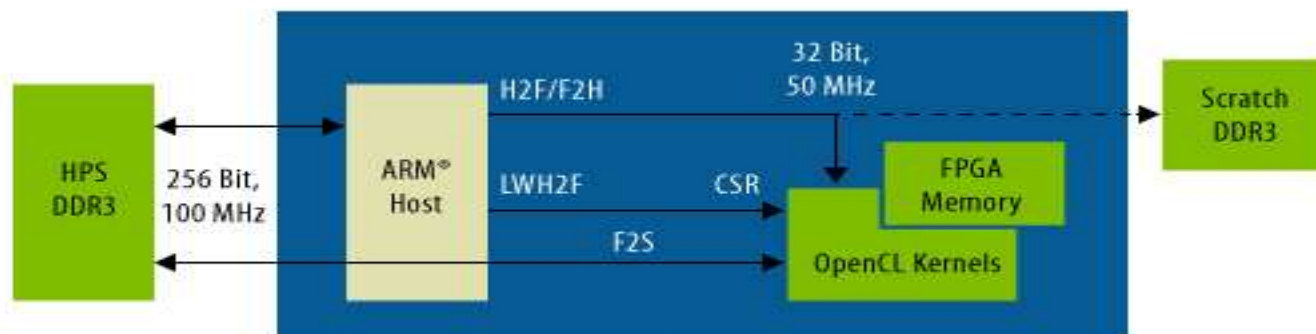 HPS
DDR3
256 Bit,
100 MHz
ARM® 
Host
H2F/F2H
LWH2F
CSR
F2S
32 Bit,
50 MHz
FPGA
Memory
OpenCL Kernels
Scratch
DDR3